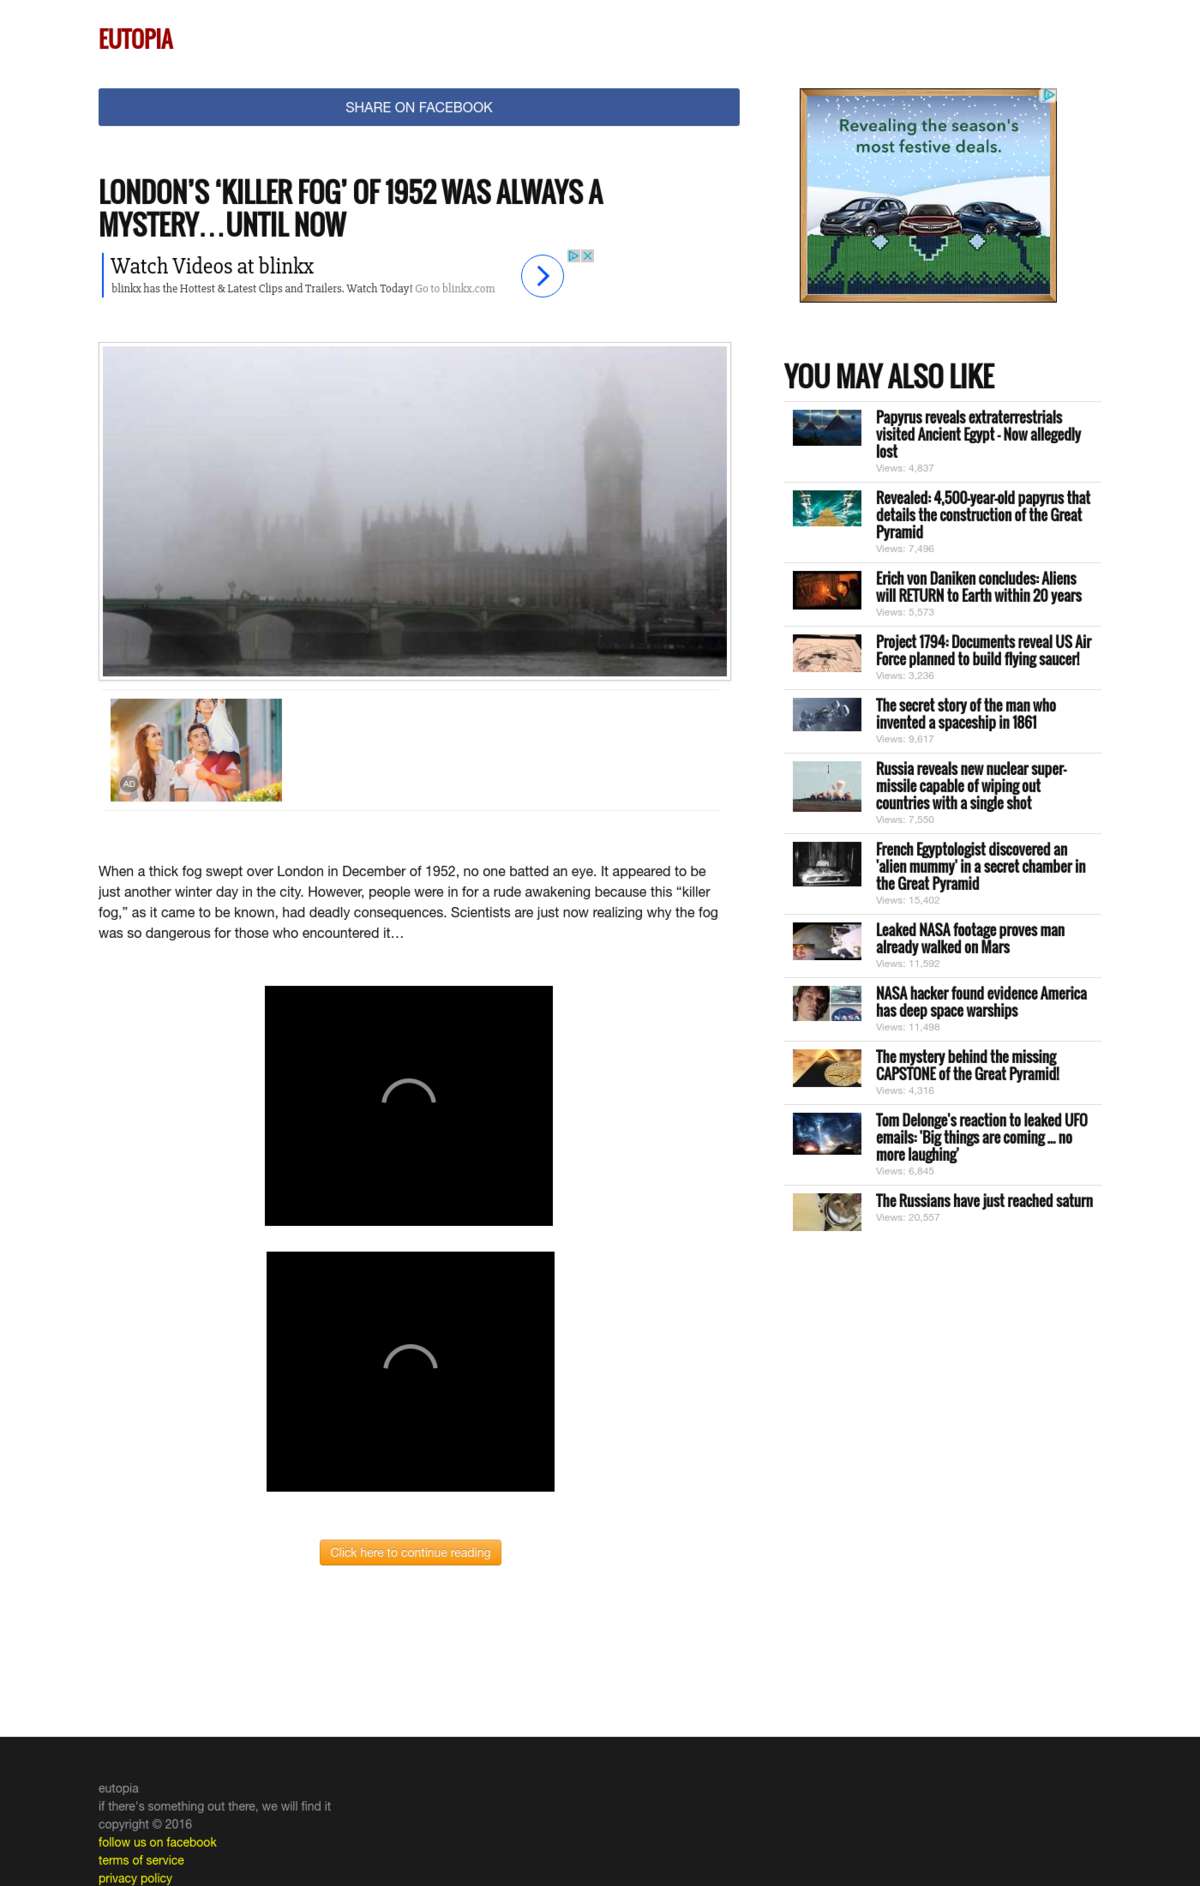 EUTOPIA
SHARE ON FACEBOOK
LONDON’S ‘KILLER FOG’ OF 1952 WAS ALWAYS A
MYSTERY…UNTIL NOW
Watch Videos at blinkx
blinkx has the Hottest & Latest Clips and Trailers. Watch Today! Go to blinkx.com
AD
When a thick fog swept over London in December of 1952, no one batted an eye. It appeared to be
just another winter day in the city. However, people were in for a rude awakening because this “killer
fog,” as it came to be known, had deadly consequences. Scientists are just now realizing why the fog
was so dangerous for those who encountered it…
Click here to continue reading
Revealing the season's
most festive deals.
YOU MAY ALSO LIKE
Papyrus reveals extraterrestrials
visited Ancient Egypt - Now allegedly
lost
Views: 4,837
Revealed: 4,500-year-old papyrus that
details the construction of the Great
Pyramid
Views: 7,496
Erich von Daniken concludes: Aliens
will RETURN to Earth within 20 years
Views: 5,573
Project 1794: Documents reveal US Air
Force planned to build flying saucer!
Views: 3,236
The secret story of the man who
invented a spaceship in 1861
Views: 9,617
Russia reveals new nuclear super-
missile capable of wiping out
countries with a single shot
Views: 7,550
French Egyptologist discovered an
'alien mummy' in a secret chamber in
the Great Pyramid
Views: 15,402
Leaked NASA footage proves man
already walked on Mars
Views: 11,592
NASA hacker found evidence America
has deep space warships
Views: 11,498
NASA
The mystery behind the missing
CAPSTONE of the Great Pyramid!
Views: 4,316
Tom Delonge's reaction to leaked UFO
emails: 'Big things are coming ... no
more laughing'
Views: 6,845
The Russians have just reached saturn
Views: 20,557
eutopia
if there's something out there, we will find it
copyright © 2016
follow us on facebook
terms of service
privacy policy